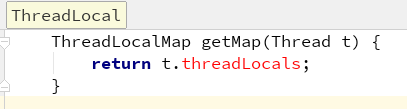 ThreadLocal
ThreadLocalMap getMap(Thread t) {
return t.threadLocals;
}